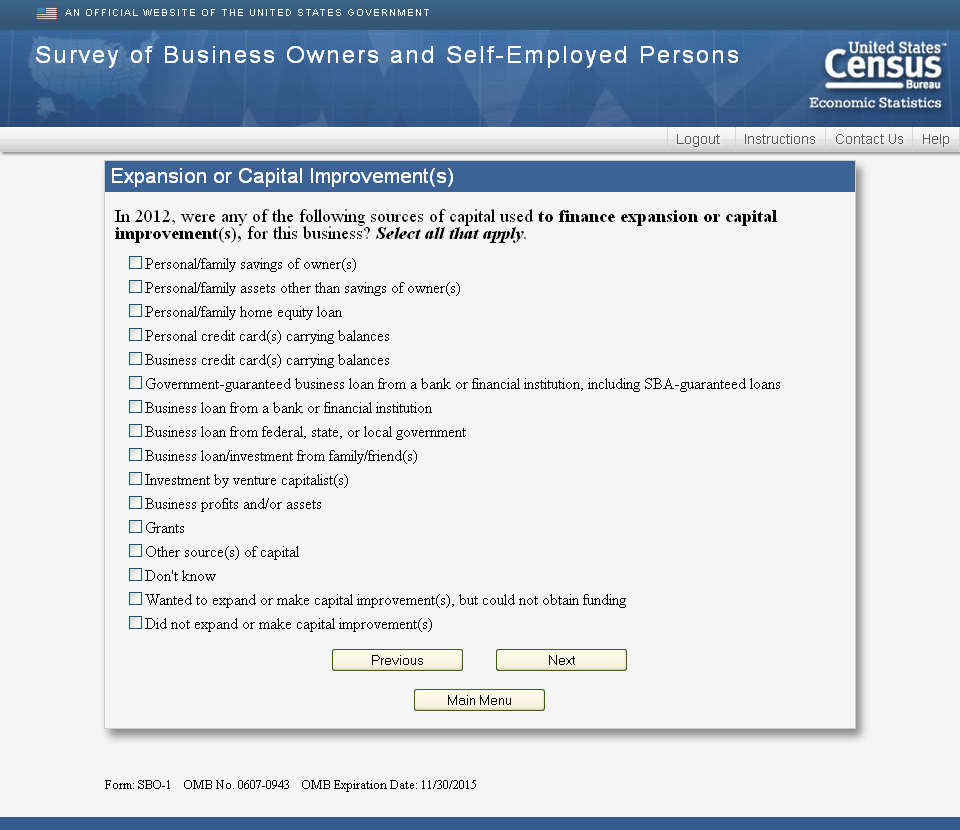 AN OFFICIAL WEBSITE OF THE UNITED STATES GOVERNMENT
Survey of Business Owners and Self-Employed Persons
United States™
Census
Bureau
Economic Statistics
Logout Instructions Contact Us Help
Expansion or Capital Improvement(s)
In 2012, were any of the following sources of capital used to finance expansion or capital
improvement(s), for this business? Select all that apply.
Personal/family savings of owner(s)
Personal/family assets other than savings of owner(s)
Personal/family home equity loan
Personal credit card(s) carrying balances
Business credit card(s) carrying balances
Government-guaranteed business loan from a bank or financial institution, including SBA-guaranteed loans
Business loan from a bank or financial institution
Business loan from federal, state, or local government
Business loan/investment from family/friend(s)
Investment by venture capitalist(s)
Business profits and/or assets
Grants
Other source(s) of capital
Don't know
Wanted to expand or make capital improvement(s), but could not obtain funding
Did not expand or make capital improvement(s)
Previous Next
Main Menu
Form: SBO-1 OMB No. 0607-0943 OMB Expiration Date: 11/30/2015